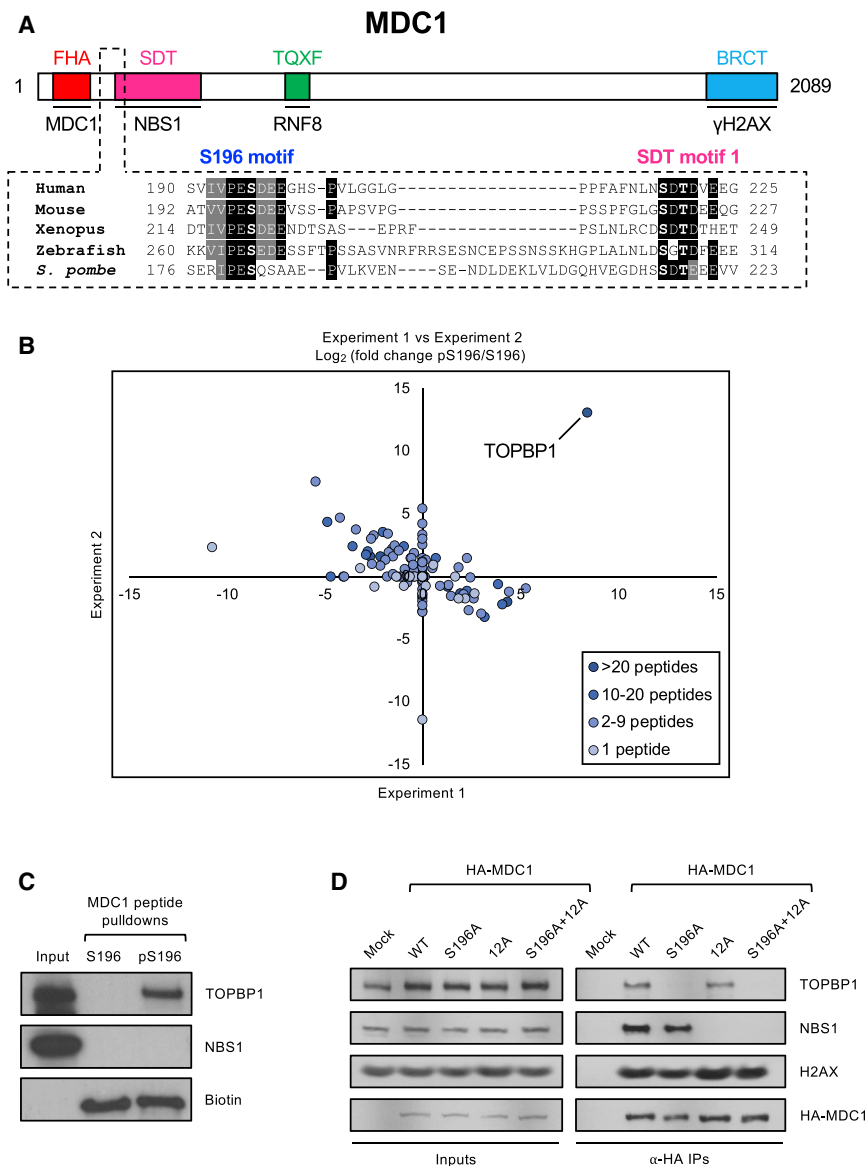 A
MDC1
FHA SDT TQXF BRCT
1 2089
MDC1 NBS1 RNF8 γH2AX
S196 motif SDT motif 1
Human 190 SVIVPESDEEGHS-PVLGGLG------------------PPFAFNLNSDTDVEEG 225
Mouse 192 ATVVPESDEEVSS-PAPSVPG------------------PSSPFGLGSDTDEEQG 227
Xenopus 214 DTIVPESDEENDTSAS---EPRF----------------PSLNLRCDSDTDTHET 249
Zebrafish 260 KKVIPESEDESSFTPSSASVNRFRRSESNCEPSSNSSKHGPLALNLDSGTDFEEE 314
S. pombe 176 SERIPESQSAAE--PVLKVEN----SE-NDLDEKLVLDGQHVEGDHSSDTEEEVV 223
B
Experiment 1 vs Experiment 2
Log₂ (fold change pS196/S196)
15
TOPBP1
10
5
-15 -10 -5 5 10 15
-5
-10
-15
Experiment 2
>20 peptides
10-20 peptides
2-9 peptides
1 peptide
Experiment 1
C
MDC1 peptide
pulldowns
Input S196 pS196
TOPBP1
NBS1
Biotin
D
HA-MDC1 HA-MDC1
Mock WT S196A 12A S196A+12A Mock WT S196A 12A S196A+12A
TOPBP1
NBS1
H2AX
HA-MDC1
Inputs α-HA IPs